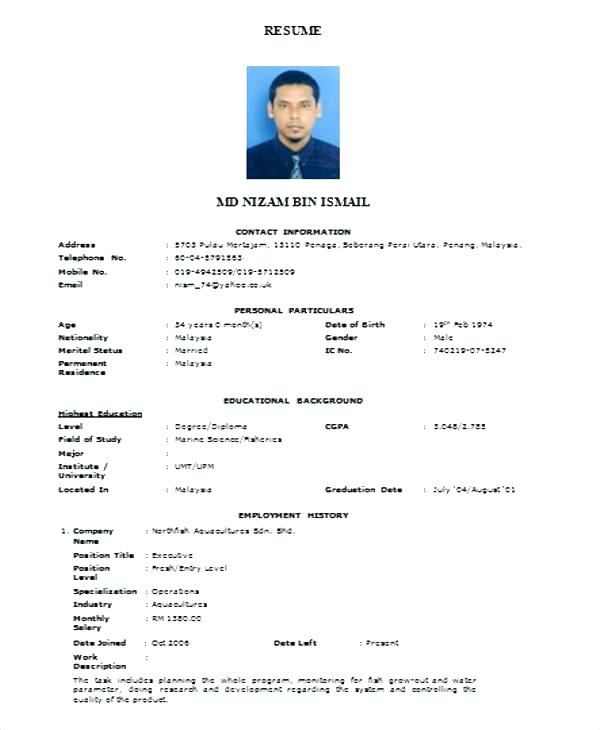 RESUME
MD NIZAM BIN ISMAIL
CONTACT INFORMATION
Address : 5703 Pulau Mertajam, 13110 Penaga, Seberang Perai Utara, Penang, Malaysia.
Telephone No. : 60-04-5791563
Mobile No. : 019-4942509/019-5712509
Email : nizm_74@yahoo.co.uk
PERSONAL PARTICULARS
Age : 34 years 0 month(s) Date of Birth : 19th Feb 1974
Nationality : Malaysia Gender : Male
Marital Status : Married IC No. : 740219-07-5247
Permanent : Malaysia
Residence
EDUCATIONAL BACKGROUND
Highest Education
Level : Degree/Diploma CGPA : 3.048/2.785
Field of Study : Marine Science/Fisheries
Major :
Institute / : UMT/UPM
University
Located In : Malaysia Graduation Date : July '04/August'01
EMPLOYMENT HISTORY
1. Company : Northfish Aquacultures Sdn. Bhd.
Name
Position Title : Executive
Position : Fresh/Entry Level
Level
Specialization : Operations
Industry : Aquacultures
Monthly : RM 1380.00
Salary
Date Joined : Oct 2006 Date Left : Present
Work :
Description
The task includes planning the whole program, monitoring for fish growout and water
parameter, doing research and development regarding the system and controlling the
quality of the product.